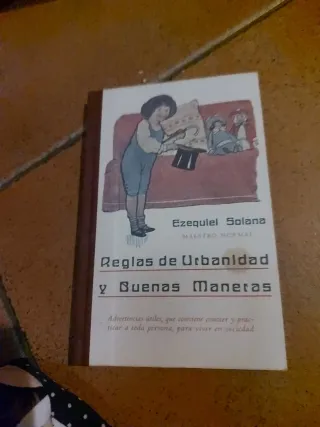 Ezequiel Solana
MAESTRO NORMAL
Reglas de Urbanidad
y Buenas Maneras
Advertencias útiles, que conviene conocer y prac-
ticar a toda persona, para vivir en sociedad